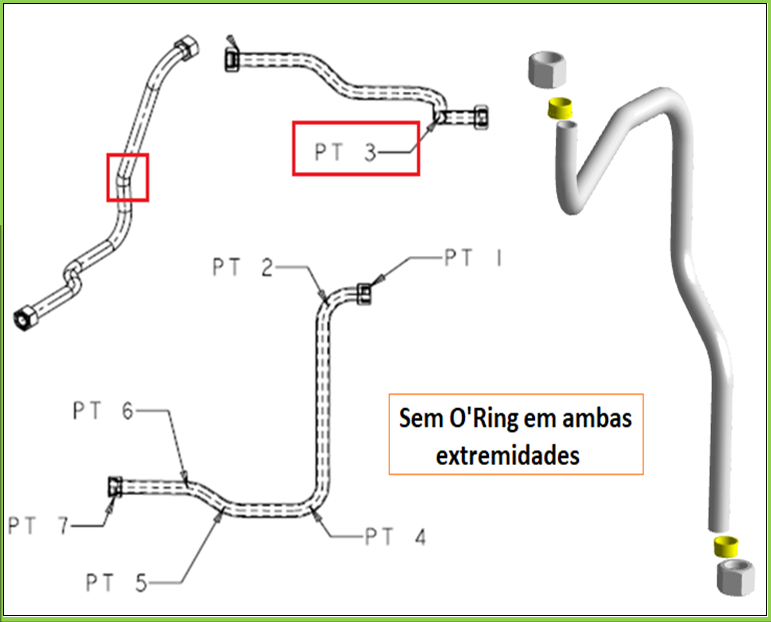 PT 3
PT 2
PT 1
PT 6
Sem O'Ring em ambas
extremidades
PT 7
PT 4
PT 5